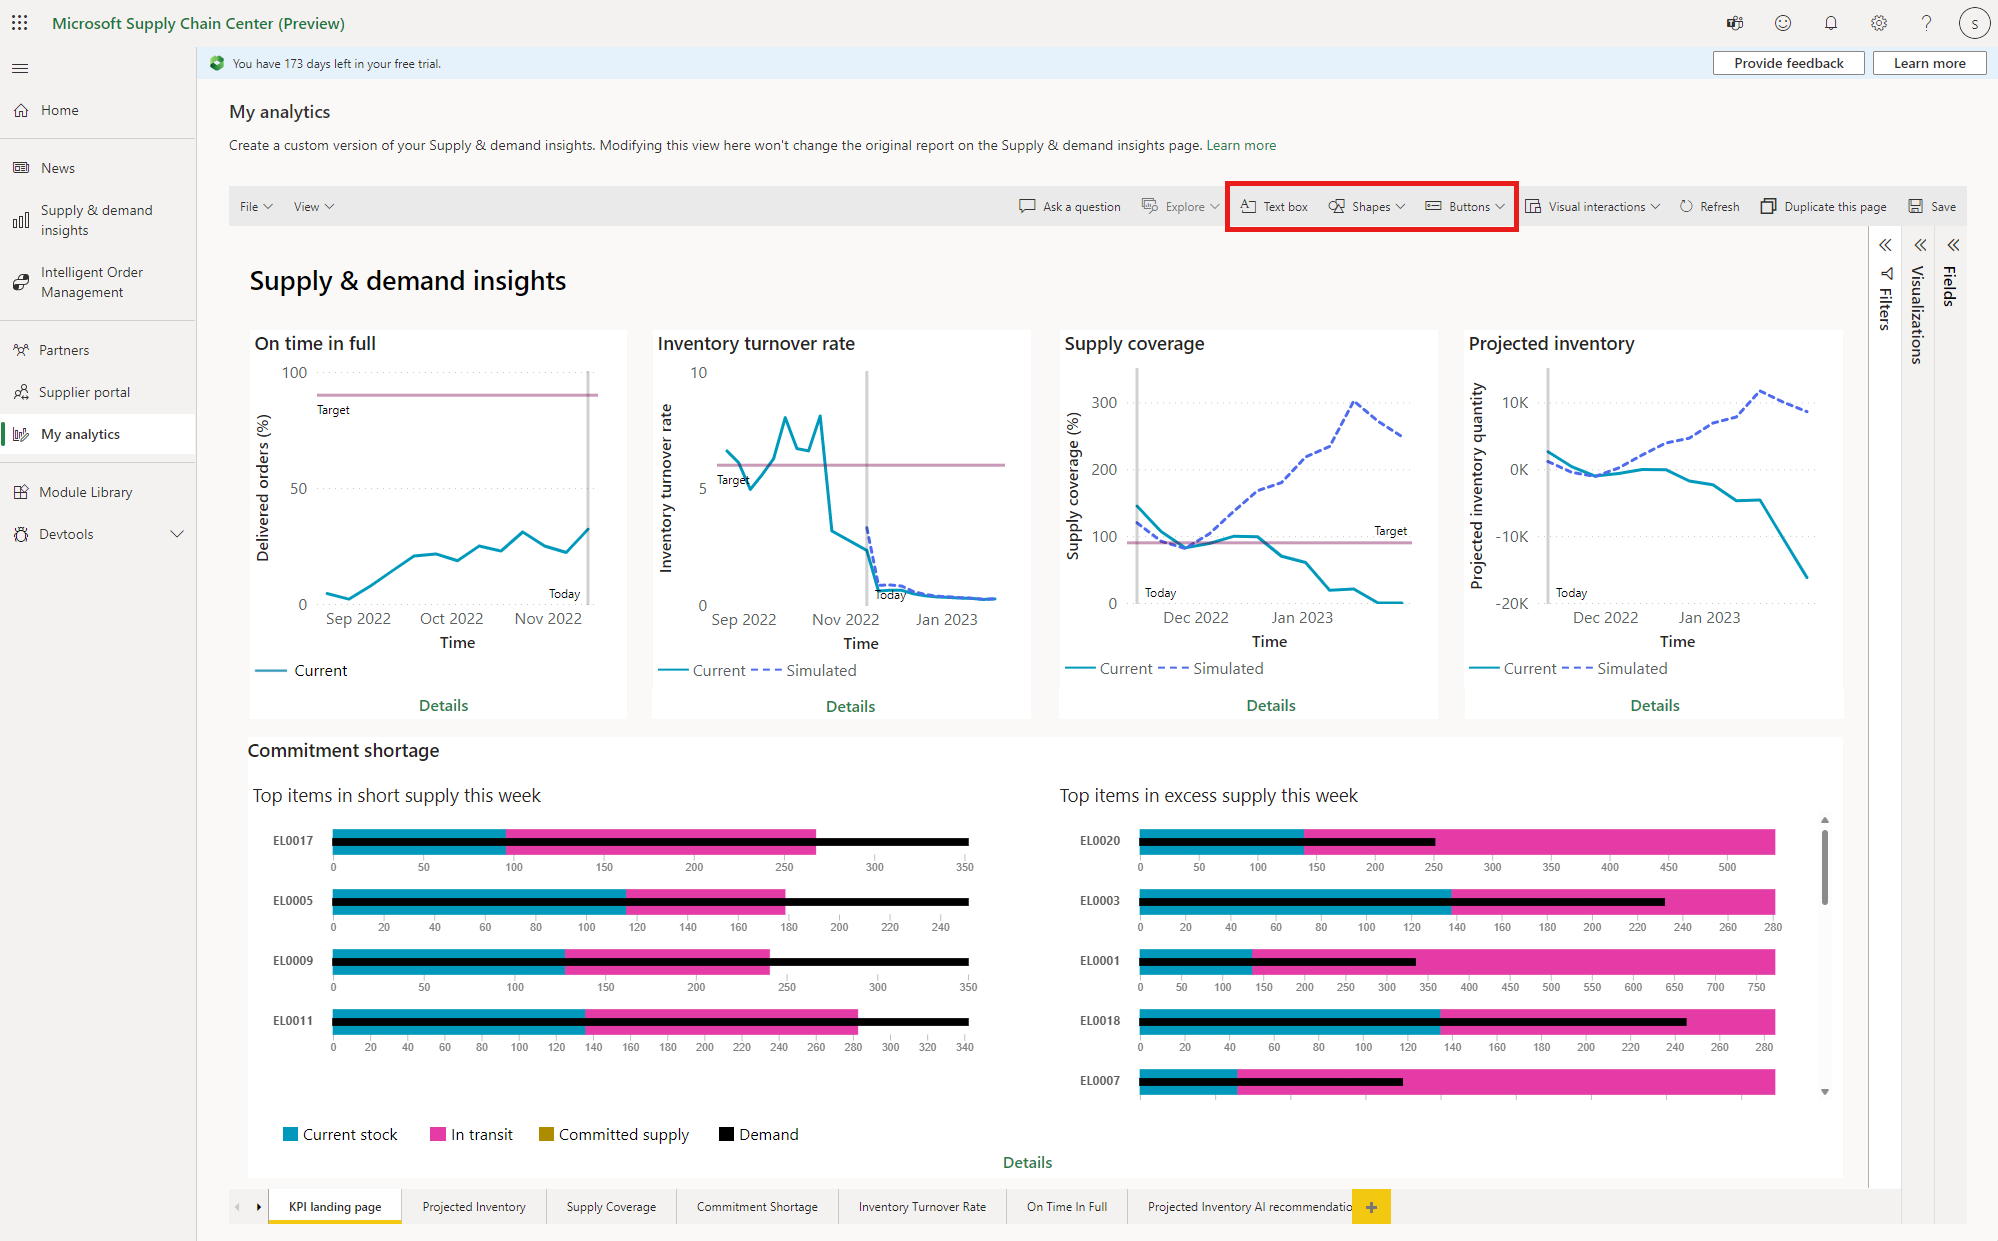 Microsoft Supply Chain Center (Preview)
?
S
You have 173 days left in your free trial.
Provide feedback
Learn more
Home
News
Supply & demand
insights
Intelligent Order
Management
Partners
Supplier portal
My analytics
Module Library
Devtools
My analytics
Create a custom version of your Supply & demand insights. Modifying this view here won't change the original report on the Supply & demand insights page. Learn more
File
View
Ask a question
Explore
Text box
Shapes
Buttons
Visual interactions
Refresh
Duplicate this page
Save
Filters
Visualizations
Fields
Supply & demand insights
On time in full
Delivered orders (%)
100
50
0
Target
Today
Sep 2022 Oct 2022 Nov 2022
Time
Current
Details
Inventory turnover rate
Inventory turnover rate
10
5
0
Target
Today
Sep 2022 Nov 2022 Jan 2023
Time
Current Simulated
Details
Supply coverage
Supply coverage (%)
300
200
100
0
Target
Today
Dec 2022 Jan 2023
Time
Current Simulated
Details
Projected inventory
Projected inventory quantity
10K
0K
-10K
-20K
Today
Dec 2022 Jan 2023
Time
Current Simulated
Details
Commitment shortage
Top items in short supply this week
EL0017
0 50 100 150 200 250 300 350
EL0005
0 20 40 60 80 100 120 140 160 180 200 220 240
EL0009
0 50 100 150 200 250 300 350
EL0011
0 20 40 60 80 100 120 140 160 180 200 220 240 260 280 300 320 340
Top items in excess supply this week
EL0020
0 50 100 150 200 250 300 350 400 450 500
EL0003
0 20 40 60 80 100 120 140 160 180 200 220 240 260 280
EL0001
0 50 100 150 200 250 300 350 400 450 500 550 600 650 700 750
EL0018
0 20 40 60 80 100 120 140 160 180 200 220 240 260 280
EL0007
Current stock In transit Committed supply Demand
Details
KPI landing page
Projected Inventory
Supply Coverage
Commitment Shortage
Inventory Turnover Rate
On Time In Full
Projected Inventory AI recommendatio
+